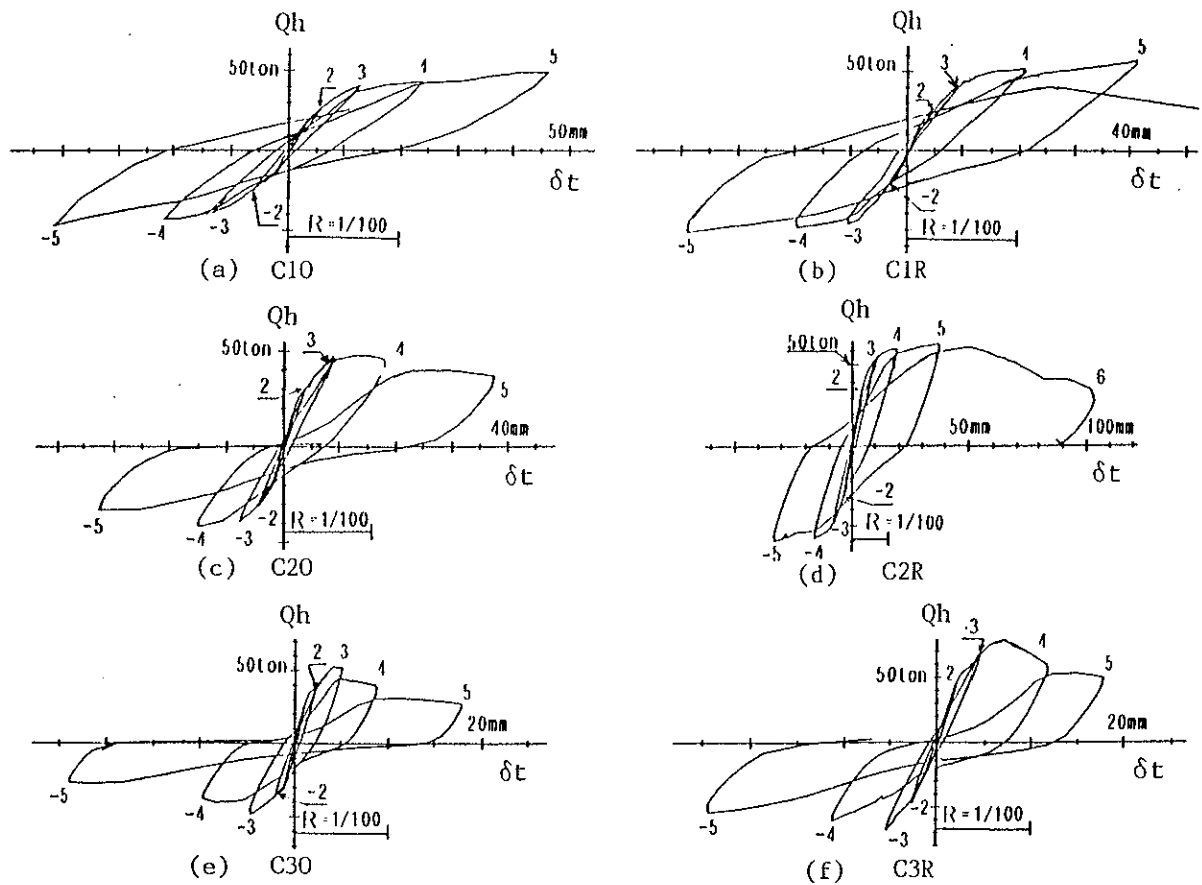 Qh
50ton
2
3
4
5
50mm
δt
-2
-3
-4
-5
R=1/100
(a) C1O
Qh
50ton
2
3
4
5
40mm
δt
-2
-3
-4
-5
R=1/100
(b) C1R
Qh
50ton
2
3
4
5
40mm
δt
-2
-3
-4
-5
R=1/100
(c) C2O
Qh
50ton
2
3
4
5
6
50mm
100mm
δt
-2
-3
-4
-5
R=1/100
(d) C2R
Qh
50ton
2
3
4
5
20mm
δt
-2
-3
-4
-5
R=1/100
(e) C3O
Qh
50ton
2
3
4
5
20mm
δt
-2
-3
-4
-5
R=1/100
(f) C3R